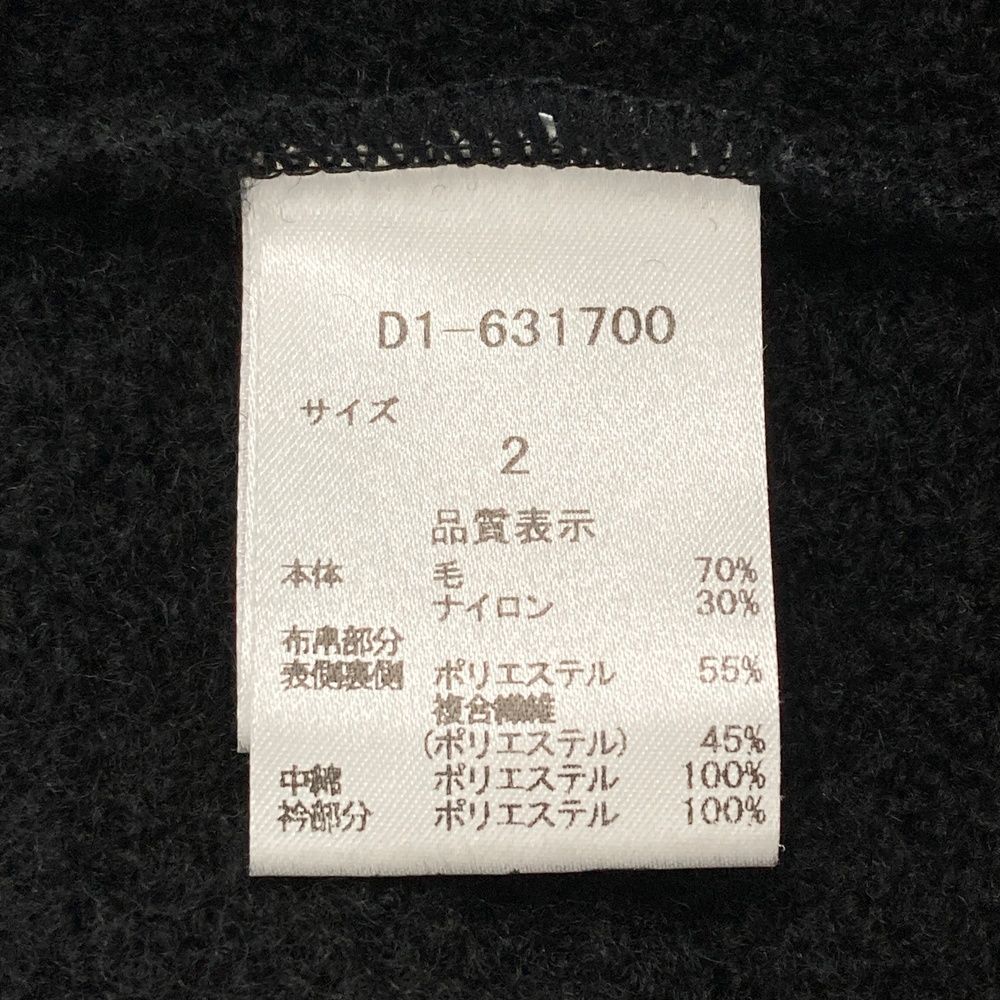 D1-631700
サイズ
2
品質表示
本体 毛 70%
ナイロン 30%
布帛部分
表側裏側 ポリエステル 55%
複合繊維
(ポリエステル) 45%
中綿 ポリエステル 100%
衿部分 ポリエステル 100%